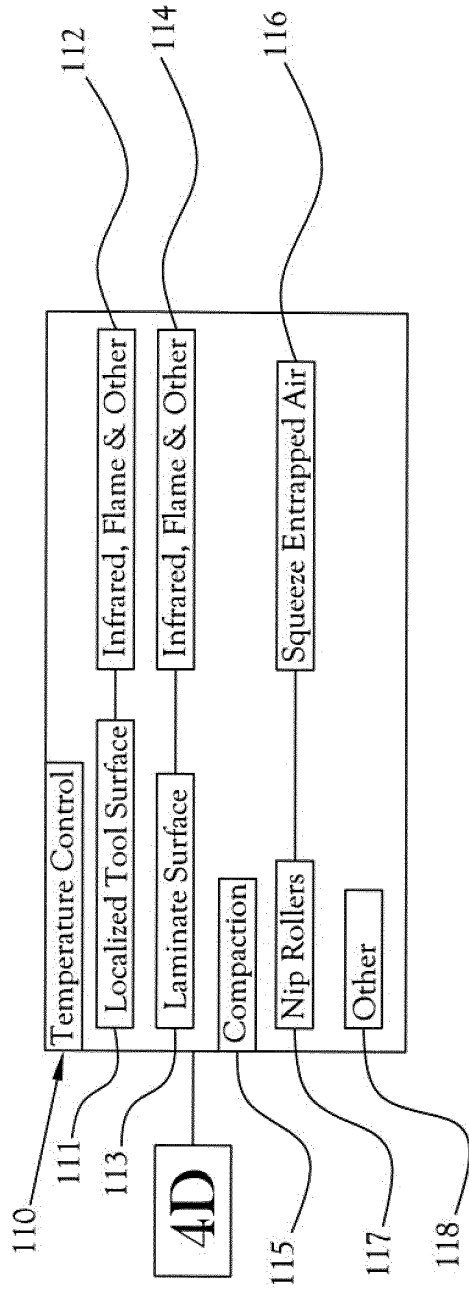 110
Temperature Control
111
Localized Tool Surface
Infrared, Flame & Other
112
113
Laminate Surface
Infrared, Flame & Other
114
4D
115
Compaction
117
Nip Rollers
Squeeze Entrapped Air
116
118
Other